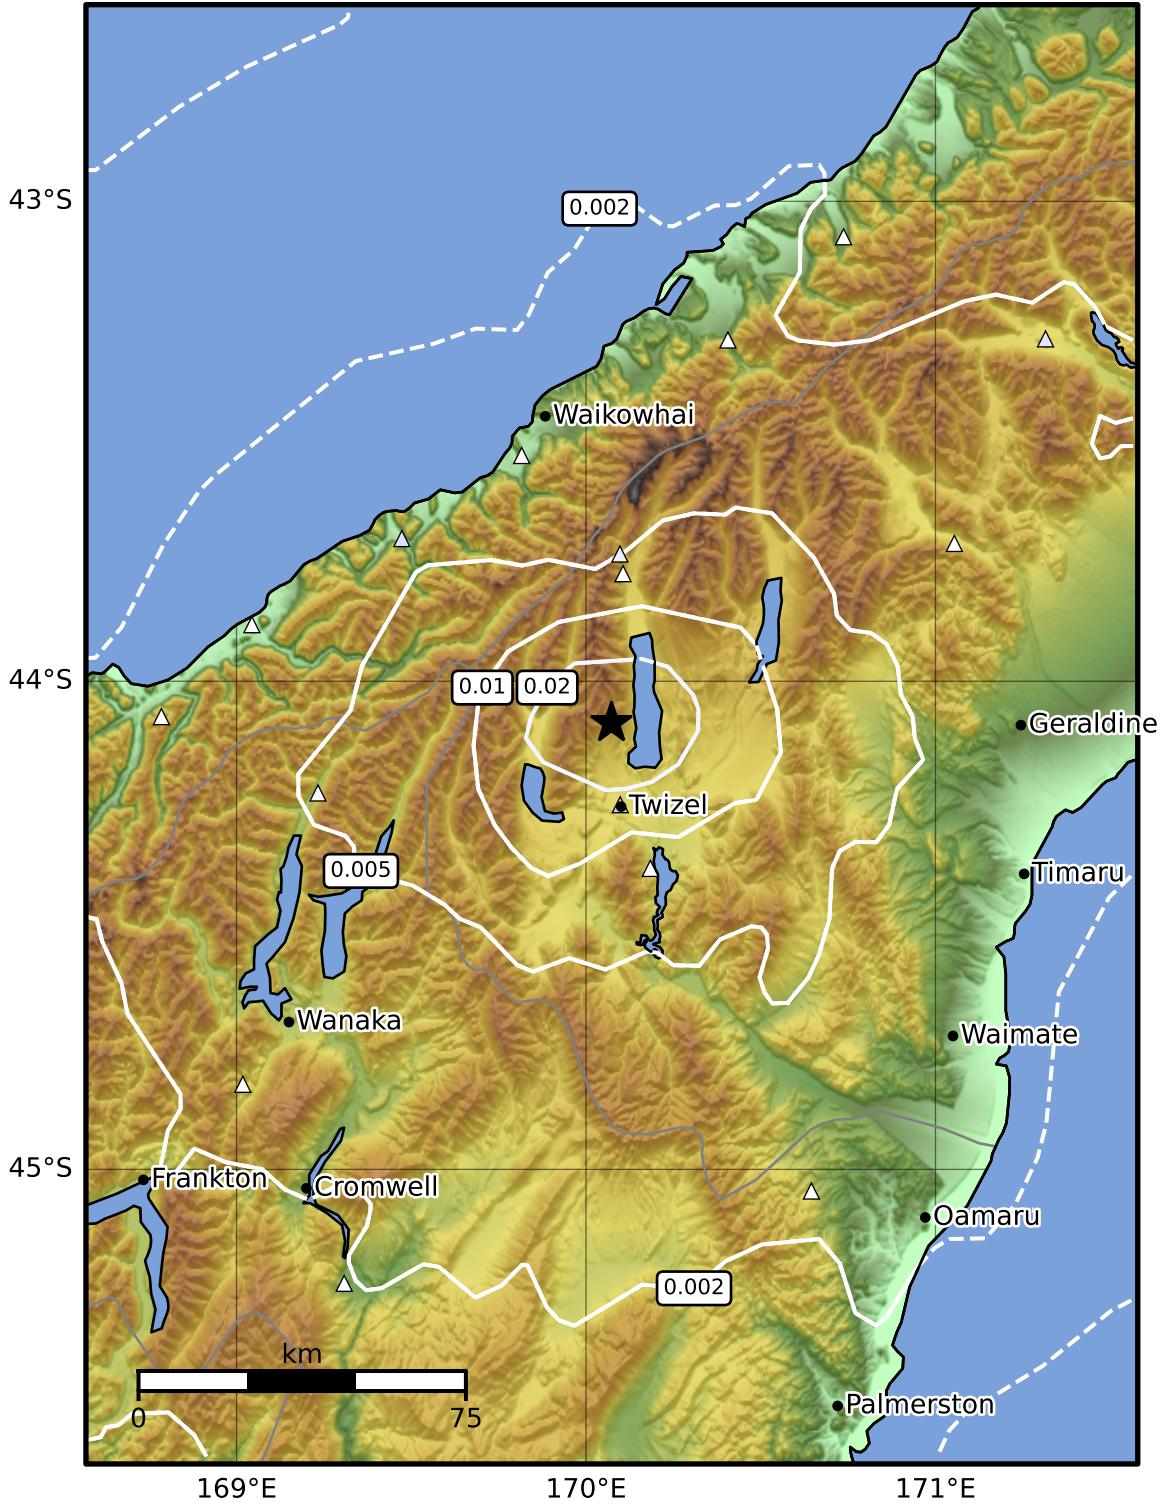 43°S
0.002
Waikowhai
44°S
0.01
0.02
Geraldine
Twizel
0.005
Timaru
Wanaka
Waimate
45°S
Frankton
Cromwell
Oamaru
0.002
km
0
75
Palmerston
169°E
170°E
171°E